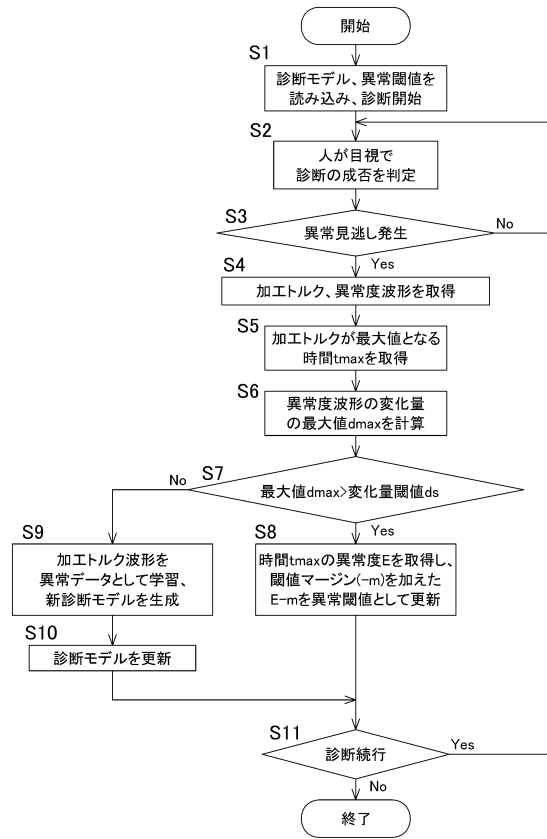 開始
S1
診断モデル、異常閾値を
読み込み、診断開始
S2
人が目視で
診断の成否を判定
S3
異常見逃し発生
No
Yes
S4
加工トルク、異常度波形を取得
S5
加工トルクが最大値となる
時間tmaxを取得
S6
異常度波形の変化量
の最大値dmaxを計算
S7
No
最大値dmax>変化量閾値ds
Yes
S9
加工トルク波形を
異常データとして学習、
新診断モデルを生成
S8
時間tmaxの異常度Eを取得し、
閾値マージン(-m)を加えた
E-mを異常閾値として更新
S10
診断モデルを更新
S11
診断続行
Yes
No
終了